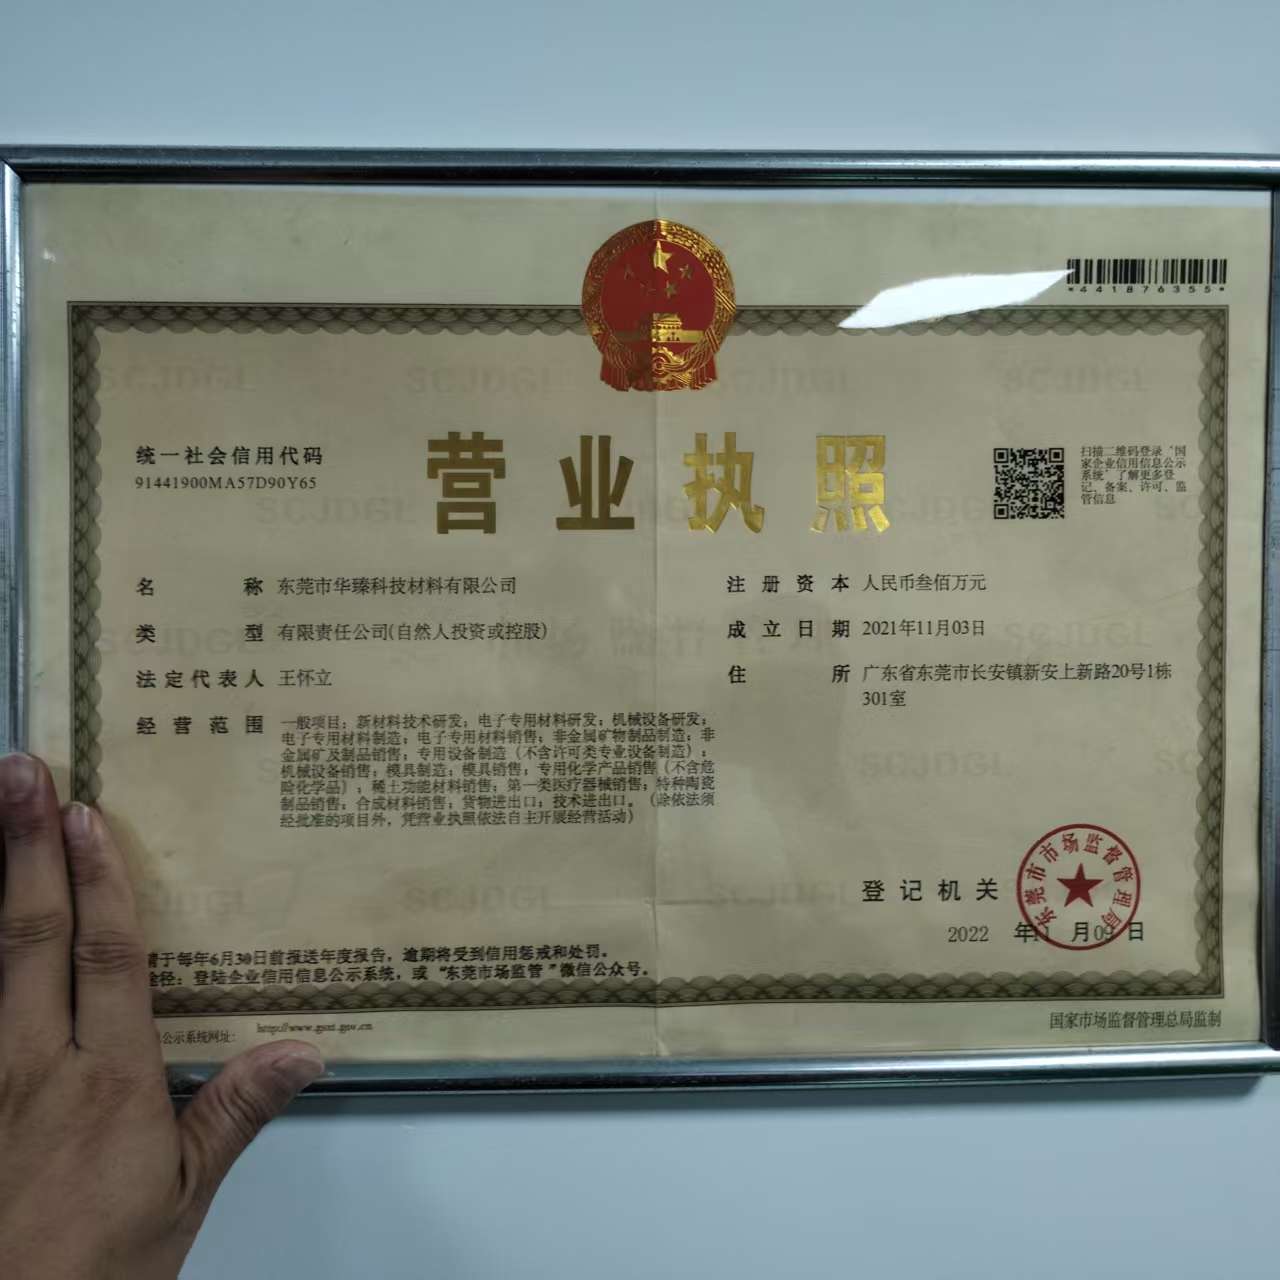 *441876355*
营业执照
统一社会信用代码
91441900MA57D90Y65
扫描二维码登录‘国
家企业信用信息公示
系统’了解更多登
记、备案、许可、监
管信息
名称 东莞市华臻科技材料有限公司
类型 有限责任公司(自然人投资或控股)
法定代表人 王怀立
经营范围 一般项目：新材料技术研发；电子专用材料研发；机械设备研发；
电子专用材料制造；电子专用材料销售；非金属矿物制品制造；非
金属矿及制品销售；专用设备制造（不含许可类专业设备制造）；
机械设备销售；模具制造；模具销售；专用化学产品销售（不含危
险化学品）；稀土功能材料销售；第一类医疗器械销售；特种陶瓷
制品销售；合成材料销售；货物进出口；技术进出口。（除依法须
经批准的项目外，凭营业执照依法自主开展经营活动）
注册资本 人民币叁佰万元
成立日期 2021年11月03日
住所 广东省东莞市长安镇新安上新路20号1栋
301室
登记机关
东莞市市场监督管理局
2022 年11 月09 日
请于每年6月30日前报送年度报告，逾期将受到信用惩戒和处罚。
途径：登陆企业信用信息公示系统，或“东莞市场监管”微信公众号。
公示系统网址： http://www.gsxt.gov.cn
国家市场监督管理总局监制
SCJDGL